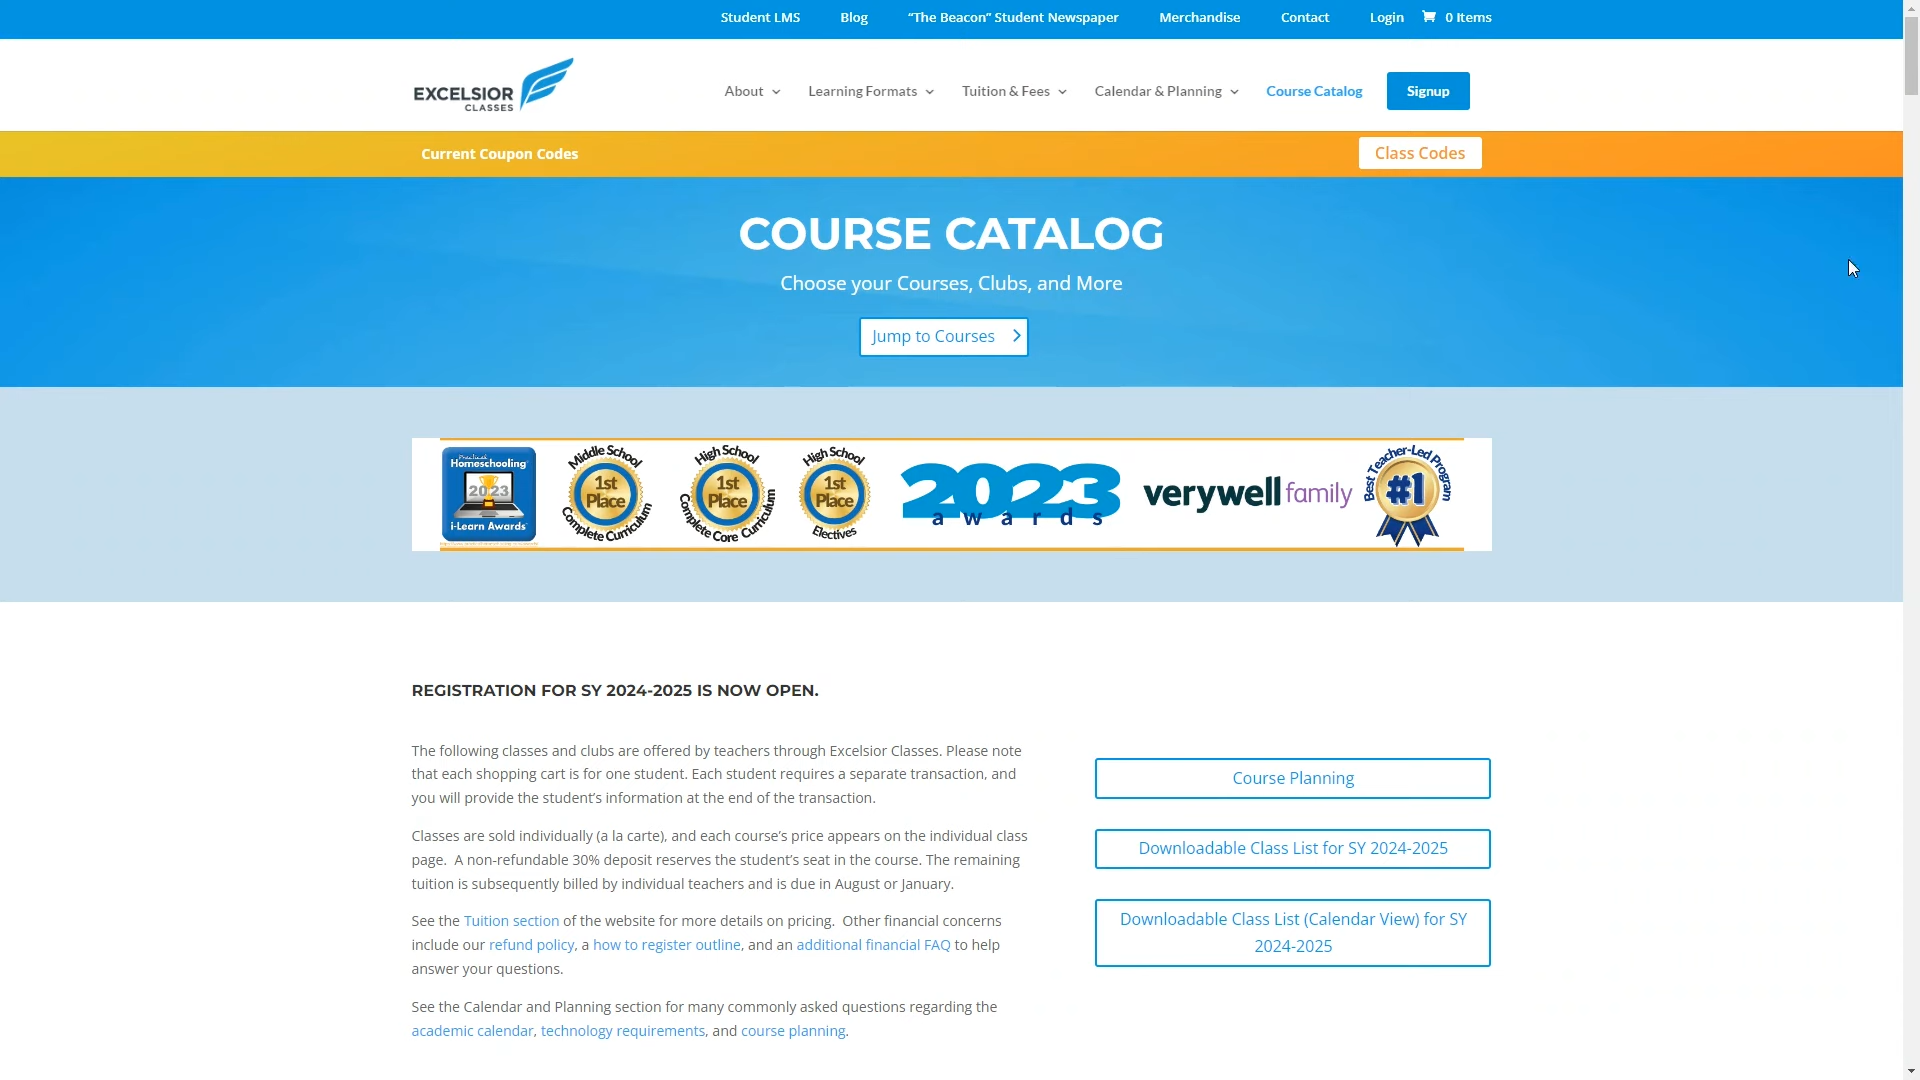 Student LMS
Blog
“The Beacon” Student Newspaper
Merchandise
Contact
Login
0 Items
EXCELSIOR
CLASSES
About
Learning Formats
Tuition & Fees
Calendar & Planning
Course Catalog
Signup
Current Coupon Codes
Class Codes
COURSE CATALOG
Choose your Courses, Clubs, and More
Jump to Courses
Practical
Homeschooling
2023
i-Learn Awards
Middle School
1st
Place
Complete Curriculum
High School
1st
Place
Complete Core Curriculum
High School
1st
Place
Electives
2023
awards
verywell family
Best Teacher-Led Program
#1
REGISTRATION FOR SY 2024-2025 IS NOW OPEN.
The following classes and clubs are offered by teachers through Excelsior Classes. Please note
that each shopping cart is for one student. Each student requires a separate transaction, and
you will provide the student’s information at the end of the transaction.
Classes are sold individually (a la carte), and each course’s price appears on the individual class
page. A non-refundable 30% deposit reserves the student’s seat in the course. The remaining
tuition is subsequently billed by individual teachers and is due in August or January.
See the Tuition section of the website for more details on pricing. Other financial concerns
include our refund policy, a how to register outline, and an additional financial FAQ to help
answer your questions.
See the Calendar and Planning section for many commonly asked questions regarding the
academic calendar, technology requirements, and course planning.
Course Planning
Downloadable Class List for SY 2024-2025
Downloadable Class List (Calendar View) for SY
2024-2025